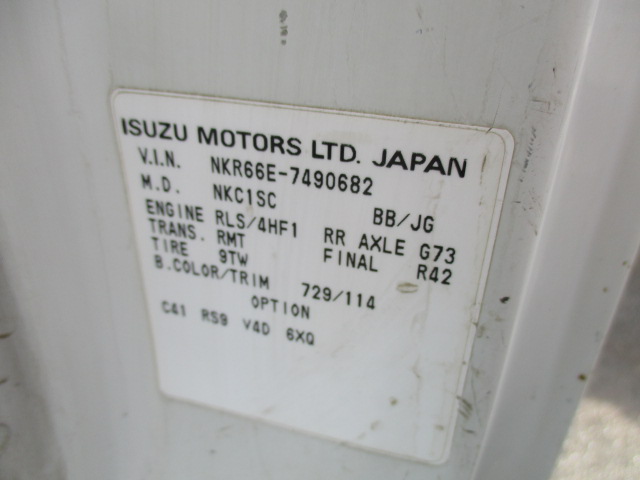 ISUZU MOTORS LTD. JAPAN
V.I.N. NKR66E-7490682
M.D. NKC1SC BB/JG
ENGINE RLS/4HF1 RR AXLE G73
TRANS. RMT FINAL R42
TIRE 9TW
B.COLOR/TRIM 729/114
OPTION
C41 RS9 V4D 6XQ